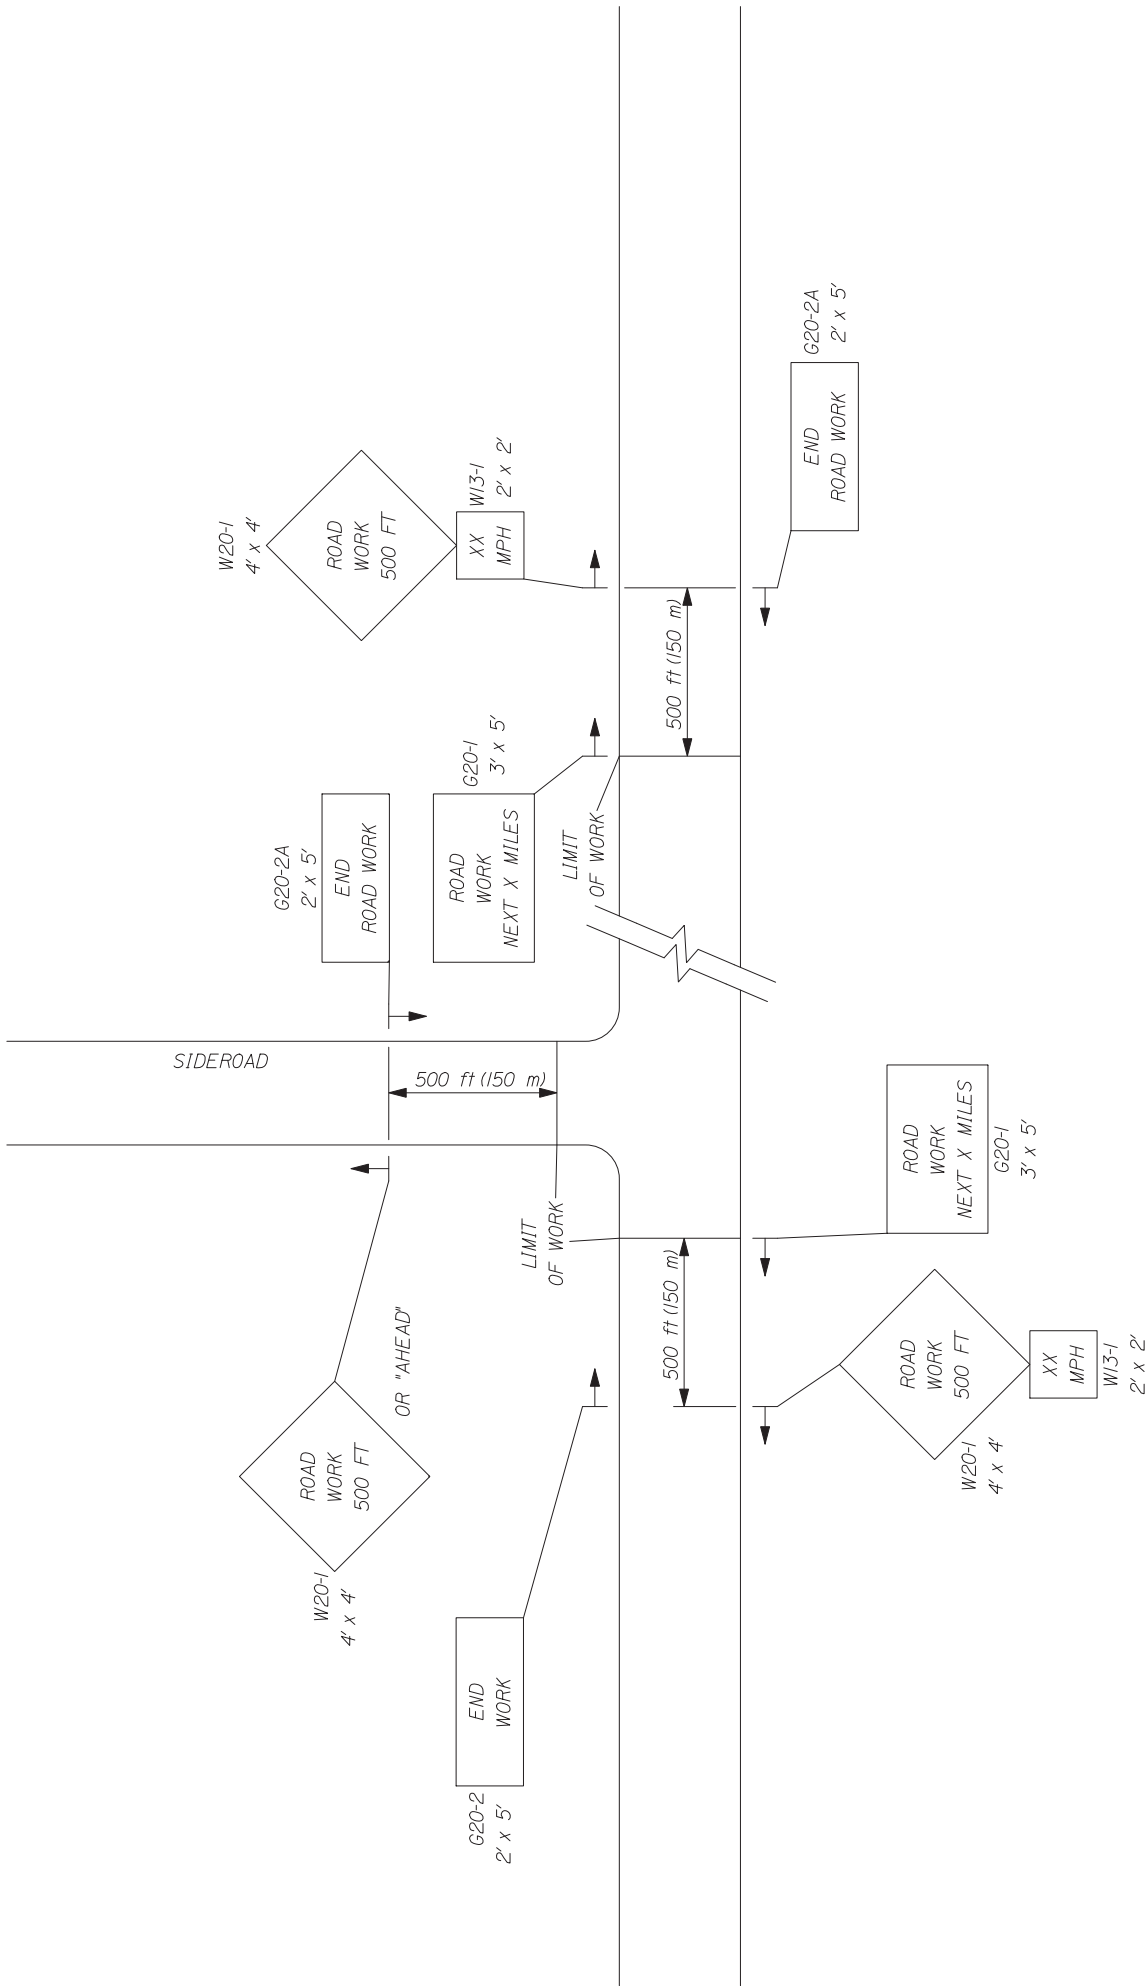 W20-1
4' x 4'
ROAD
WORK
500 FT
XX
MPH
W13-1
2' x 2'
G20-2A
2' x 5'
END
ROAD WORK
ROAD
WORK
NEXT X MILES
G20-1
3' x 5'
LIMIT
OF WORK
500 ft (150 m)
END
ROAD WORK
G20-2A
2' x 5'
SIDEROAD
500 ft (150 m)
LIMIT
OF WORK
ROAD
WORK
500 FT
OR "AHEAD"
W20-1
4' x 4'
END
WORK
G20-2
2' x 5'
500 ft (150 m)
ROAD
WORK
NEXT X MILES
G20-1
3' x 5'
ROAD
WORK
500 FT
W20-1
4' x 4'
XX
MPH
W13-1
2' x 2'